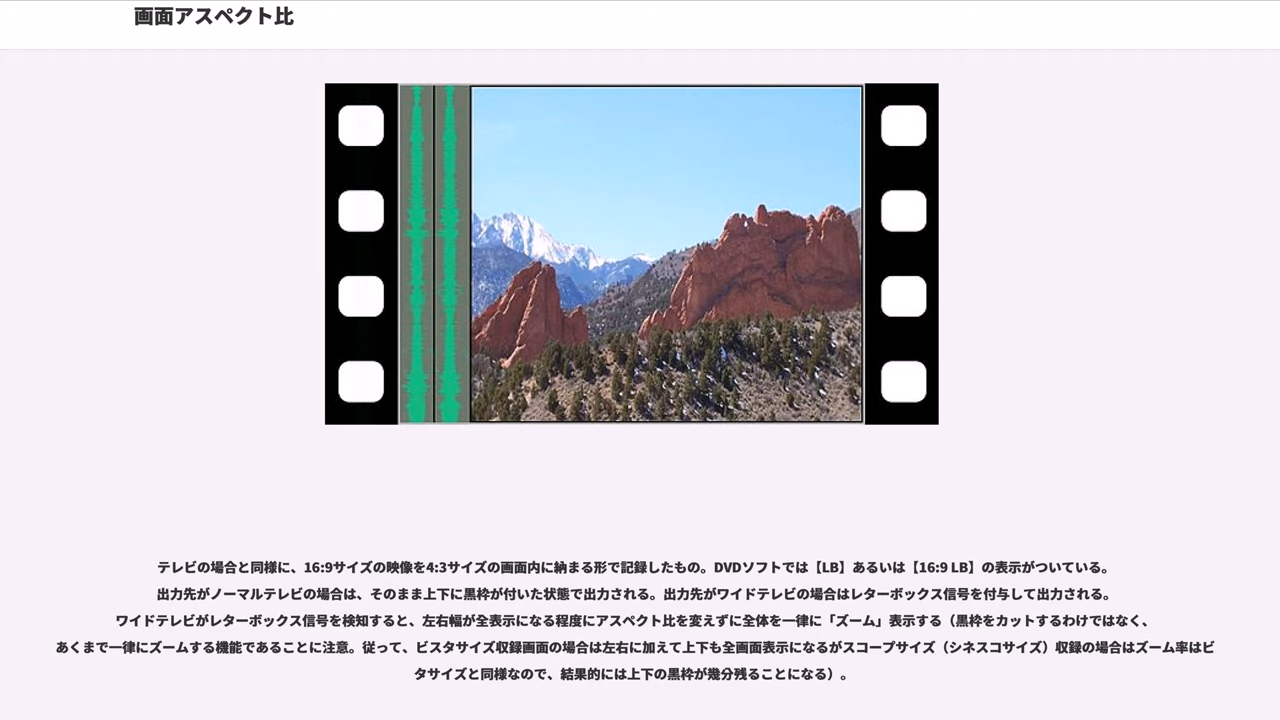 画面アスペクト比
テレビの場合と同様に、16:9サイズの映像を4:3サイズの画面内に納まる形で記録したもの。DVDソフトでは【LB】あるいは【16:9 LB】の表示がついている。
出力先がノーマルテレビの場合は、そのまま上下に黒枠が付いた状態で出力される。出力先がワイドテレビの場合はレターボックス信号を付与して出力される。
ワイドテレビがレターボックス信号を検知すると、左右幅が全表示になる程度にアスペクト比を変えずに全体を一律に「ズーム」表示する（黒枠をカットするわけではなく、
あくまで一律にズームする機能であることに注意。従って、ビスタサイズ収録画面の場合は左右に加えて上下も全画面表示になるがスコープサイズ（シネスコサイズ）収録の場合はズーム率はビ
タサイズと同様なので、結果的には上下の黒枠が幾分残ることになる）。